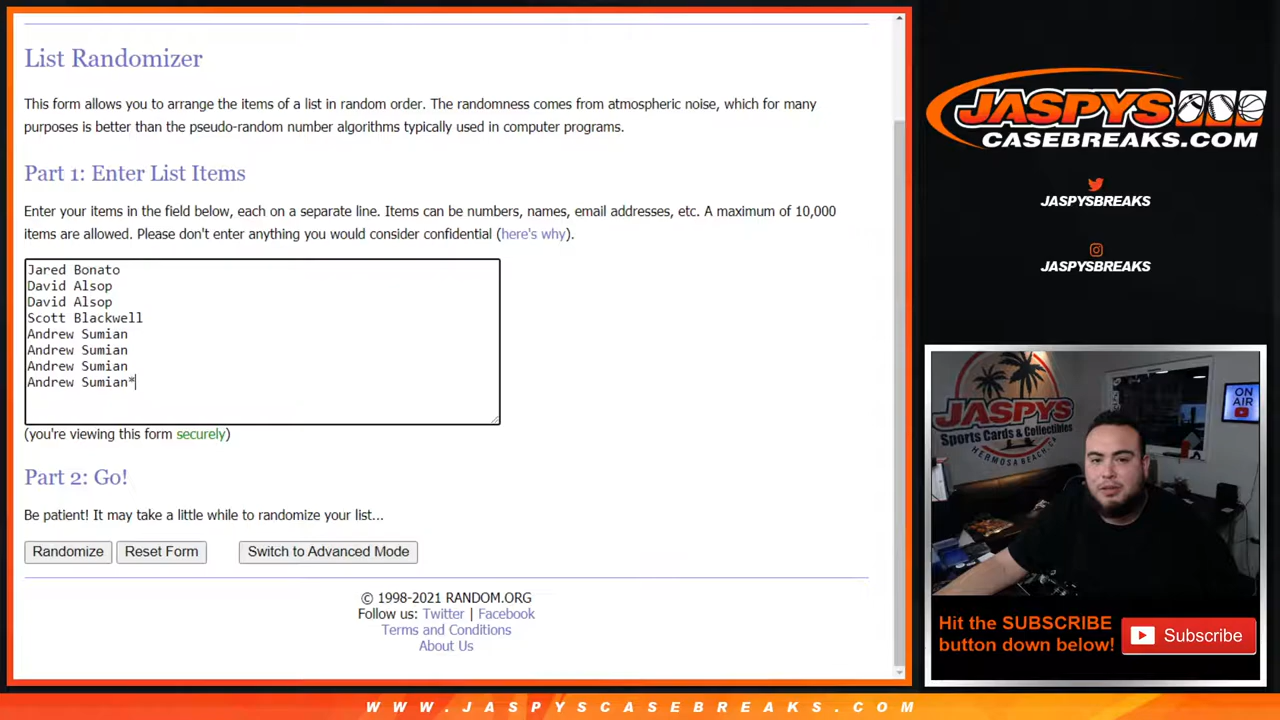 List Randomizer
This form allows you to arrange the items of a list in random order. The randomness comes from atmospheric noise, which for many
purposes is better than the pseudo-random number algorithms typically used in computer programs.
Part 1: Enter List Items
Enter your items in the field below, each on a separate line. Items can be numbers, names, email addresses, etc. A maximum of 10,000
items are allowed. Please don't enter anything you would consider confidential (here's why).
Jared Bonato
David Alsop
David Alsop
Scott Blackwell
Andrew Sumian
Andrew Sumian
Andrew Sumian
Andrew Sumian*
(you're viewing this form securely)
Part 2: Go!
Be patient! It may take a little while to randomize your list...
Randomize Reset Form Switch to Advanced Mode
© 1998-2021 RANDOM.ORG
Follow us: Twitter | Facebook
Terms and Conditions
About Us
JASPYS
CASEBREAKS.COM
JASPYSBREAKS
JASPYSBREAKS
JASPYS
Sports Cards & Collectibles
HERMOSA BEACH, CA
ON
AIR
Hit the SUBSCRIBE
button down below!
Subscribe
WWW.JASPYSCASEBREAKS.COM